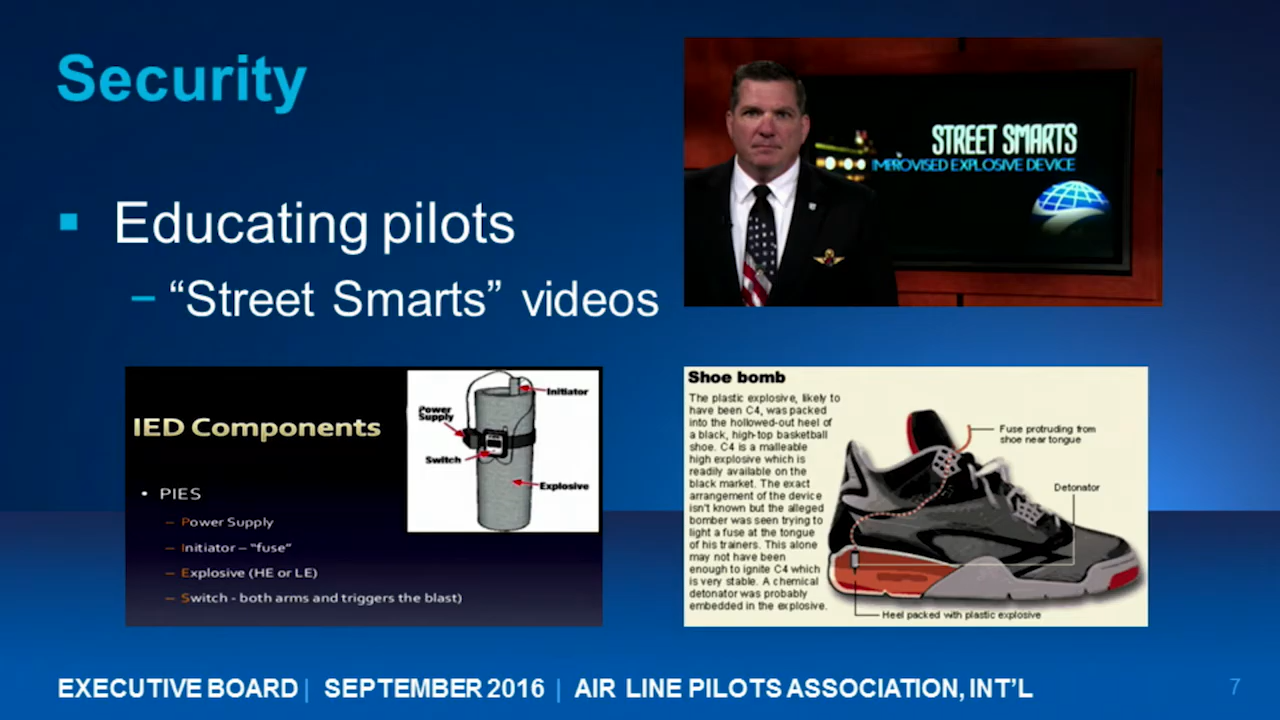 Security
STREET SMARTS
IMPROVISED EXPLOSIVE DEVICE
▪ Educating pilots
– “Street Smarts” videos
IED Components
• PIES
– Power Supply
– Initiator – “fuse”
– Explosive (HE or LE)
– Switch - both arms and triggers the blast)
Initiator
Power
Supply
Switch
Explosive
Shoe bomb
The plastic explosive, likely to
have been C4, was packed
into the hollowed-out heel of
a black, high-top basketball
shoe. C4 is a malleable
high explosive which is
readily available on the
black market. The exact
arrangement of the device
isn't known but the alleged
bomber was seen trying to
light a fuse at the tongue
of his trainers. This alone
may not have been
enough to ignite C4 which
is very stable. A chemical
detonator was probably
embedded in the explosive.
Fuse protruding from
shoe near tongue
Detonator
Heel packed with plastic explosive
EXECUTIVE BOARD | SEPTEMBER 2016 | AIR LINE PILOTS ASSOCIATION, INT’L
7